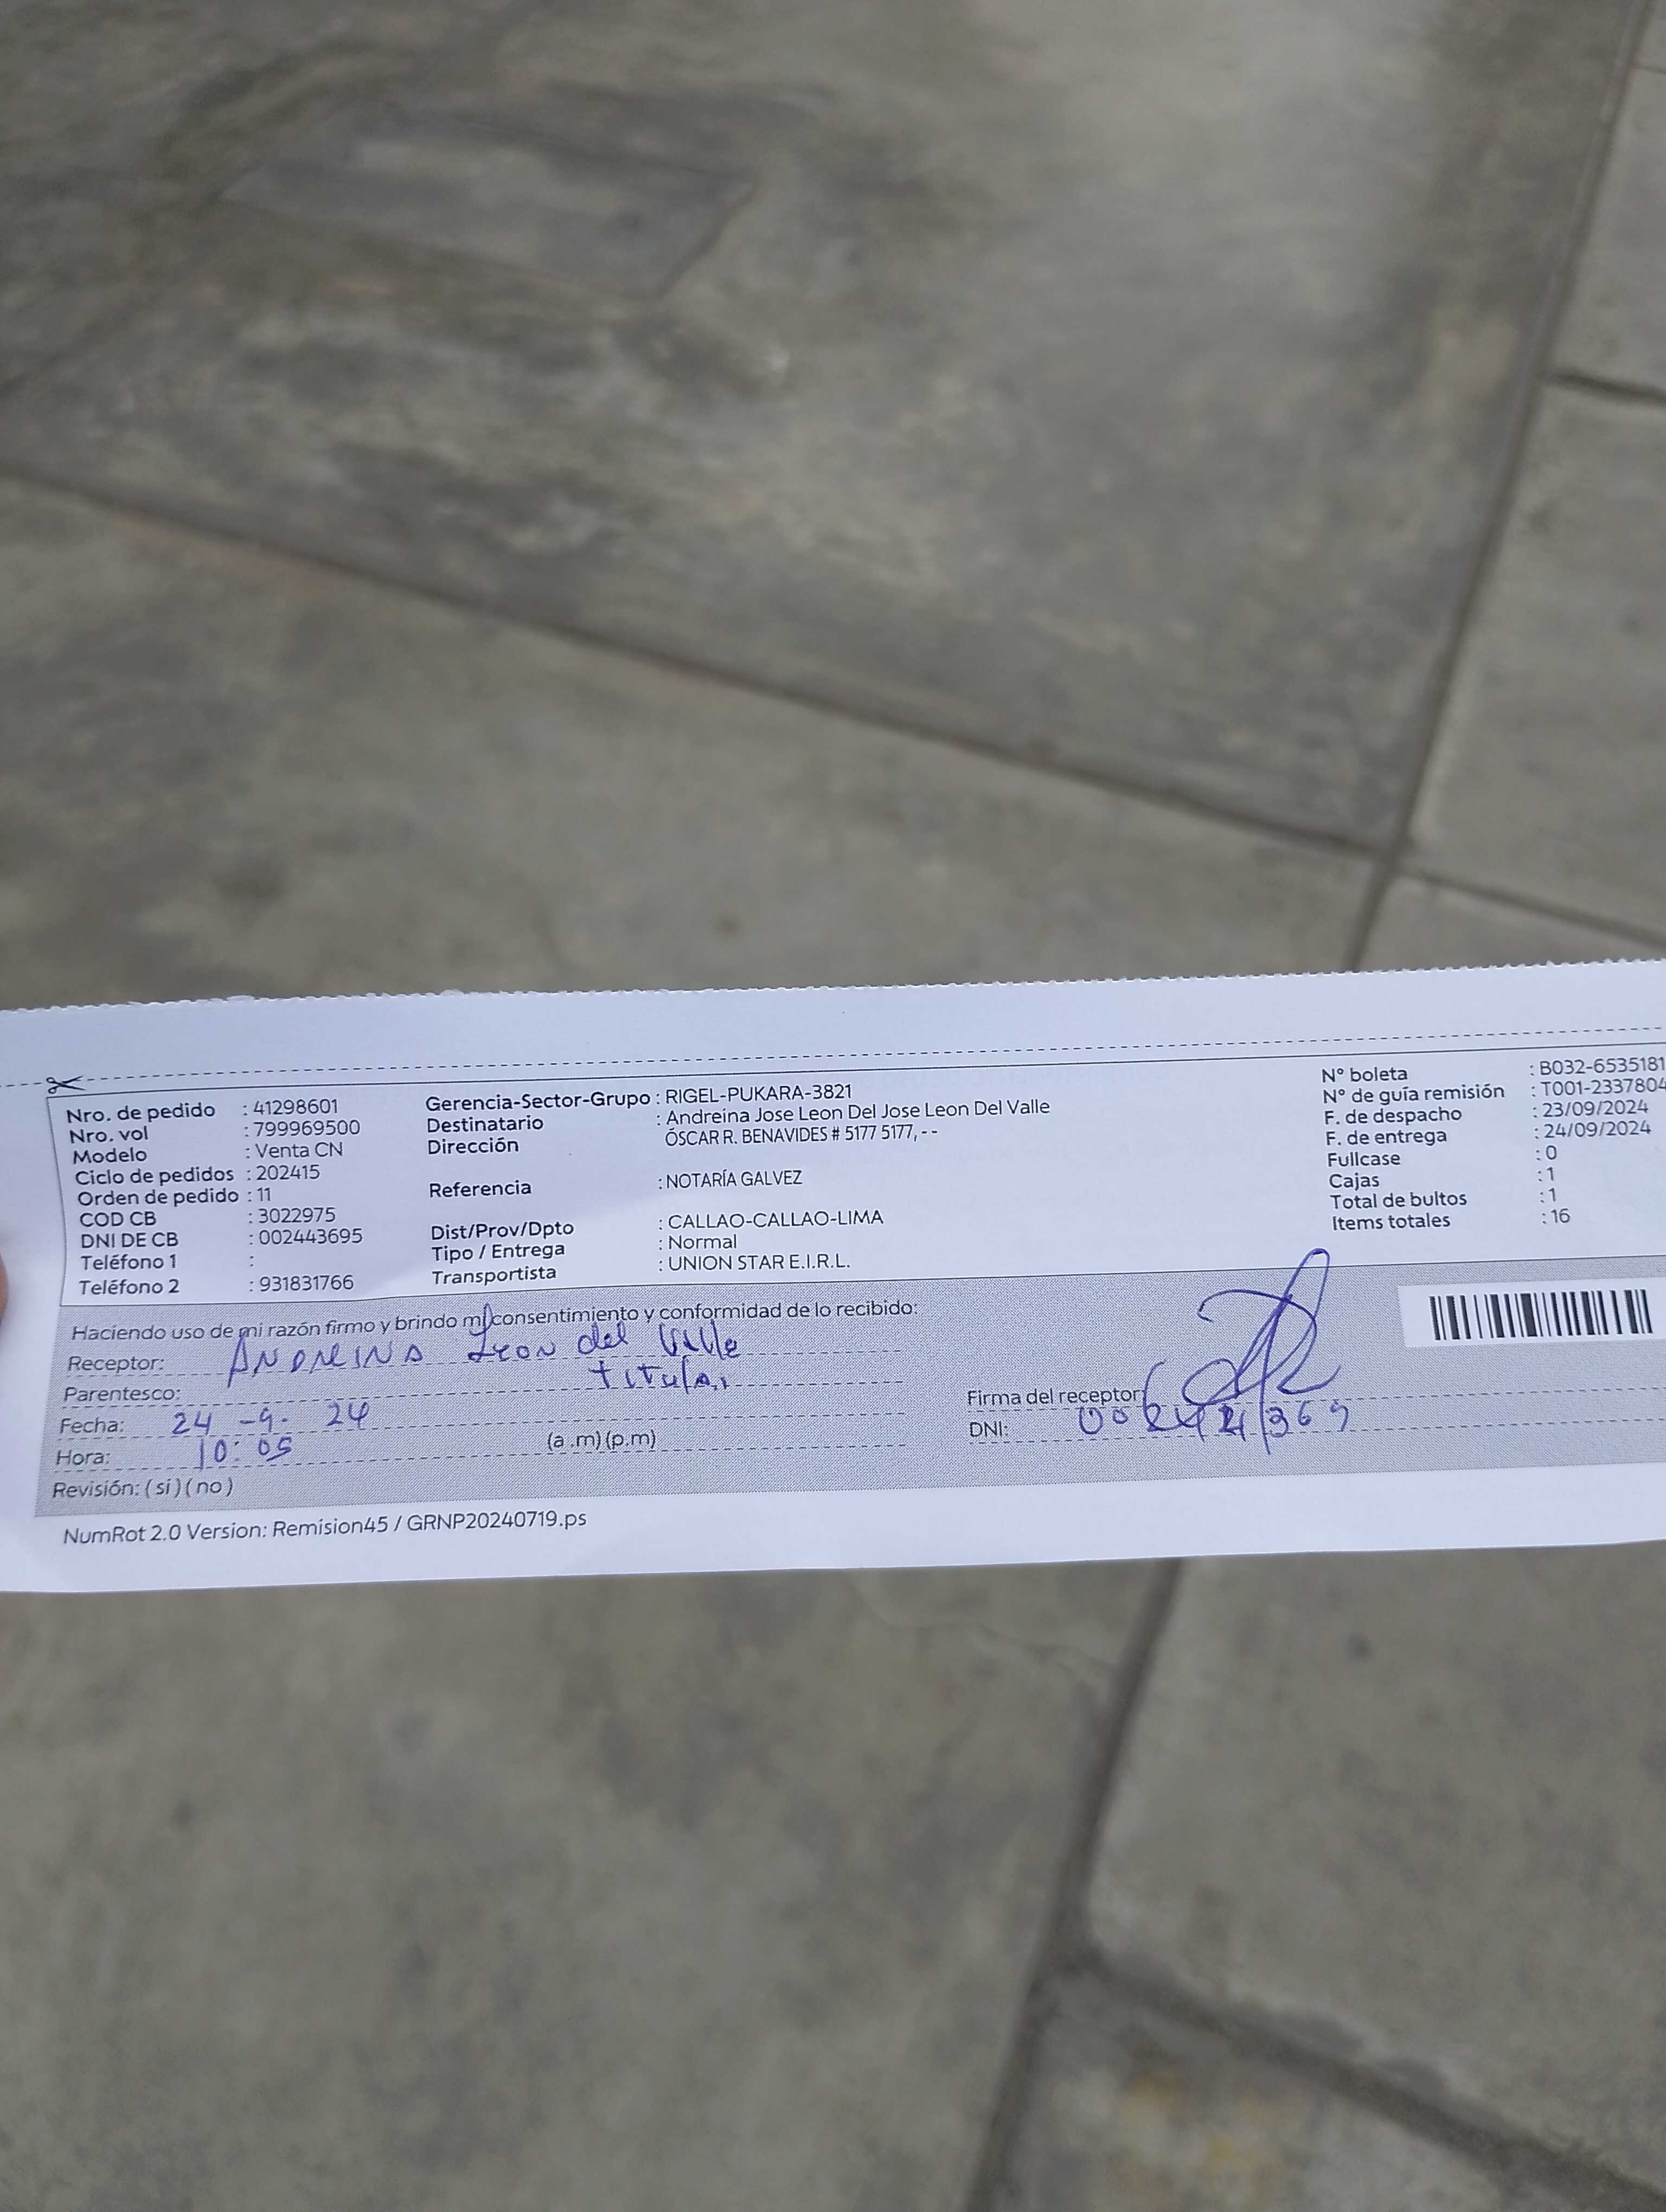 Nro. de pedido : 41298601
Nro. vol : 799969500
Modelo : Venta CN
Ciclo de pedidos : 202415
Orden de pedido : 11
COD CB : 3022975
DNI DE CB : 002443695
Teléfono 1 :
Teléfono 2 : 931831766
Gerencia-Sector-Grupo : RIGEL-PUKARA-3821
Destinatario : Andreina Jose Leon Del Jose Leon Del Valle
Dirección ÓSCAR R. BENAVIDES # 5177 5177, - -
Referencia : NOTARÍA GALVEZ
Dist/Prov/Dpto : CALLAO-CALLAO-LIMA
Tipo / Entrega : Normal
Transportista : UNION STAR E.I.R.L.
N° boleta : B032-6535181
N° de guía remisión : T001-2337804
F. de despacho : 23/09/2024
F. de entrega : 24/09/2024
Fullcase : 0
Cajas : 1
Total de bultos : 1
Items totales : 16
Haciendo uso de mi razón firmo y brindo mi consentimiento y conformidad de lo recibido:
Receptor: ANDREINA Leon del Valle
Parentesco: titular
Fecha: 24 -9- 24
Hora: 10:05 (a .m) (p.m)
Revisión: ( si ) ( no )
Firma del receptor:
DNI:
NumRot 2.0 Version: Remision45 / GRNP20240719.ps